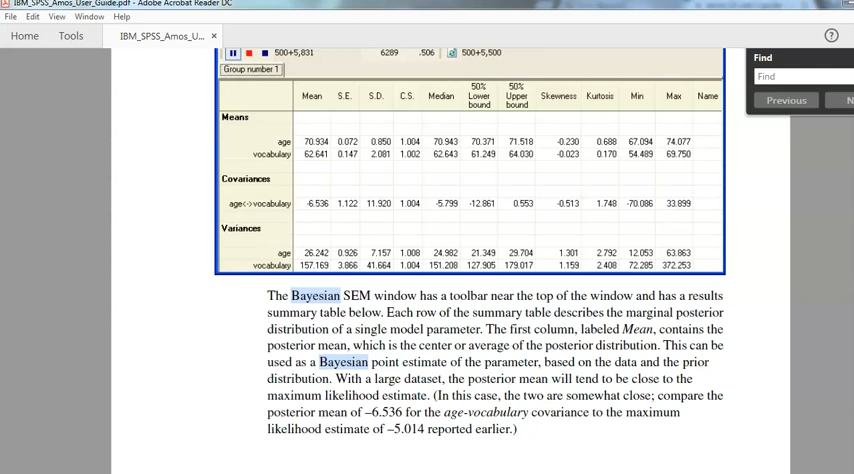 IBM_SPSS_Amos_User_Guide.pdf - Adobe Acrobat Reader DC
File Edit View Window Help
Home Tools IBM_SPSS_Amos_U... ×
?
500+5,831 6289 .506 500+5,500
Find
Group number 1
Find
Previous N
Mean S.E. S.D. C.S. Median 50% Lower bound 50% Upper bound Skewness Kurtosis Min Max Name
Means
age 70.934 0.072 0.850 1.004 70.943 70.371 71.518 -0.230 0.688 67.094 74.077
vocabulary 62.641 0.147 2.081 1.002 62.643 61.249 64.030 -0.023 0.170 54.489 69.750
Covariances
age<->vocabulary -6.536 1.122 11.920 1.004 -5.799 -12.861 0.553 -0.513 1.748 -70.086 33.899
Variances
age 26.242 0.926 7.157 1.008 24.982 21.349 29.704 1.301 2.792 12.053 63.863
vocabulary 157.169 3.866 41.664 1.004 151.208 127.905 179.017 1.159 2.408 72.285 372.253
The Bayesian SEM window has a toolbar near the top of the window and has a results
summary table below. Each row of the summary table describes the marginal posterior
distribution of a single model parameter. The first column, labeled Mean, contains the
posterior mean, which is the center or average of the posterior distribution. This can be
used as a Bayesian point estimate of the parameter, based on the data and the prior
distribution. With a large dataset, the posterior mean will tend to be close to the
maximum likelihood estimate. (In this case, the two are somewhat close; compare the
posterior mean of –6.536 for the age-vocabulary covariance to the maximum
likelihood estimate of –5.014 reported earlier.)